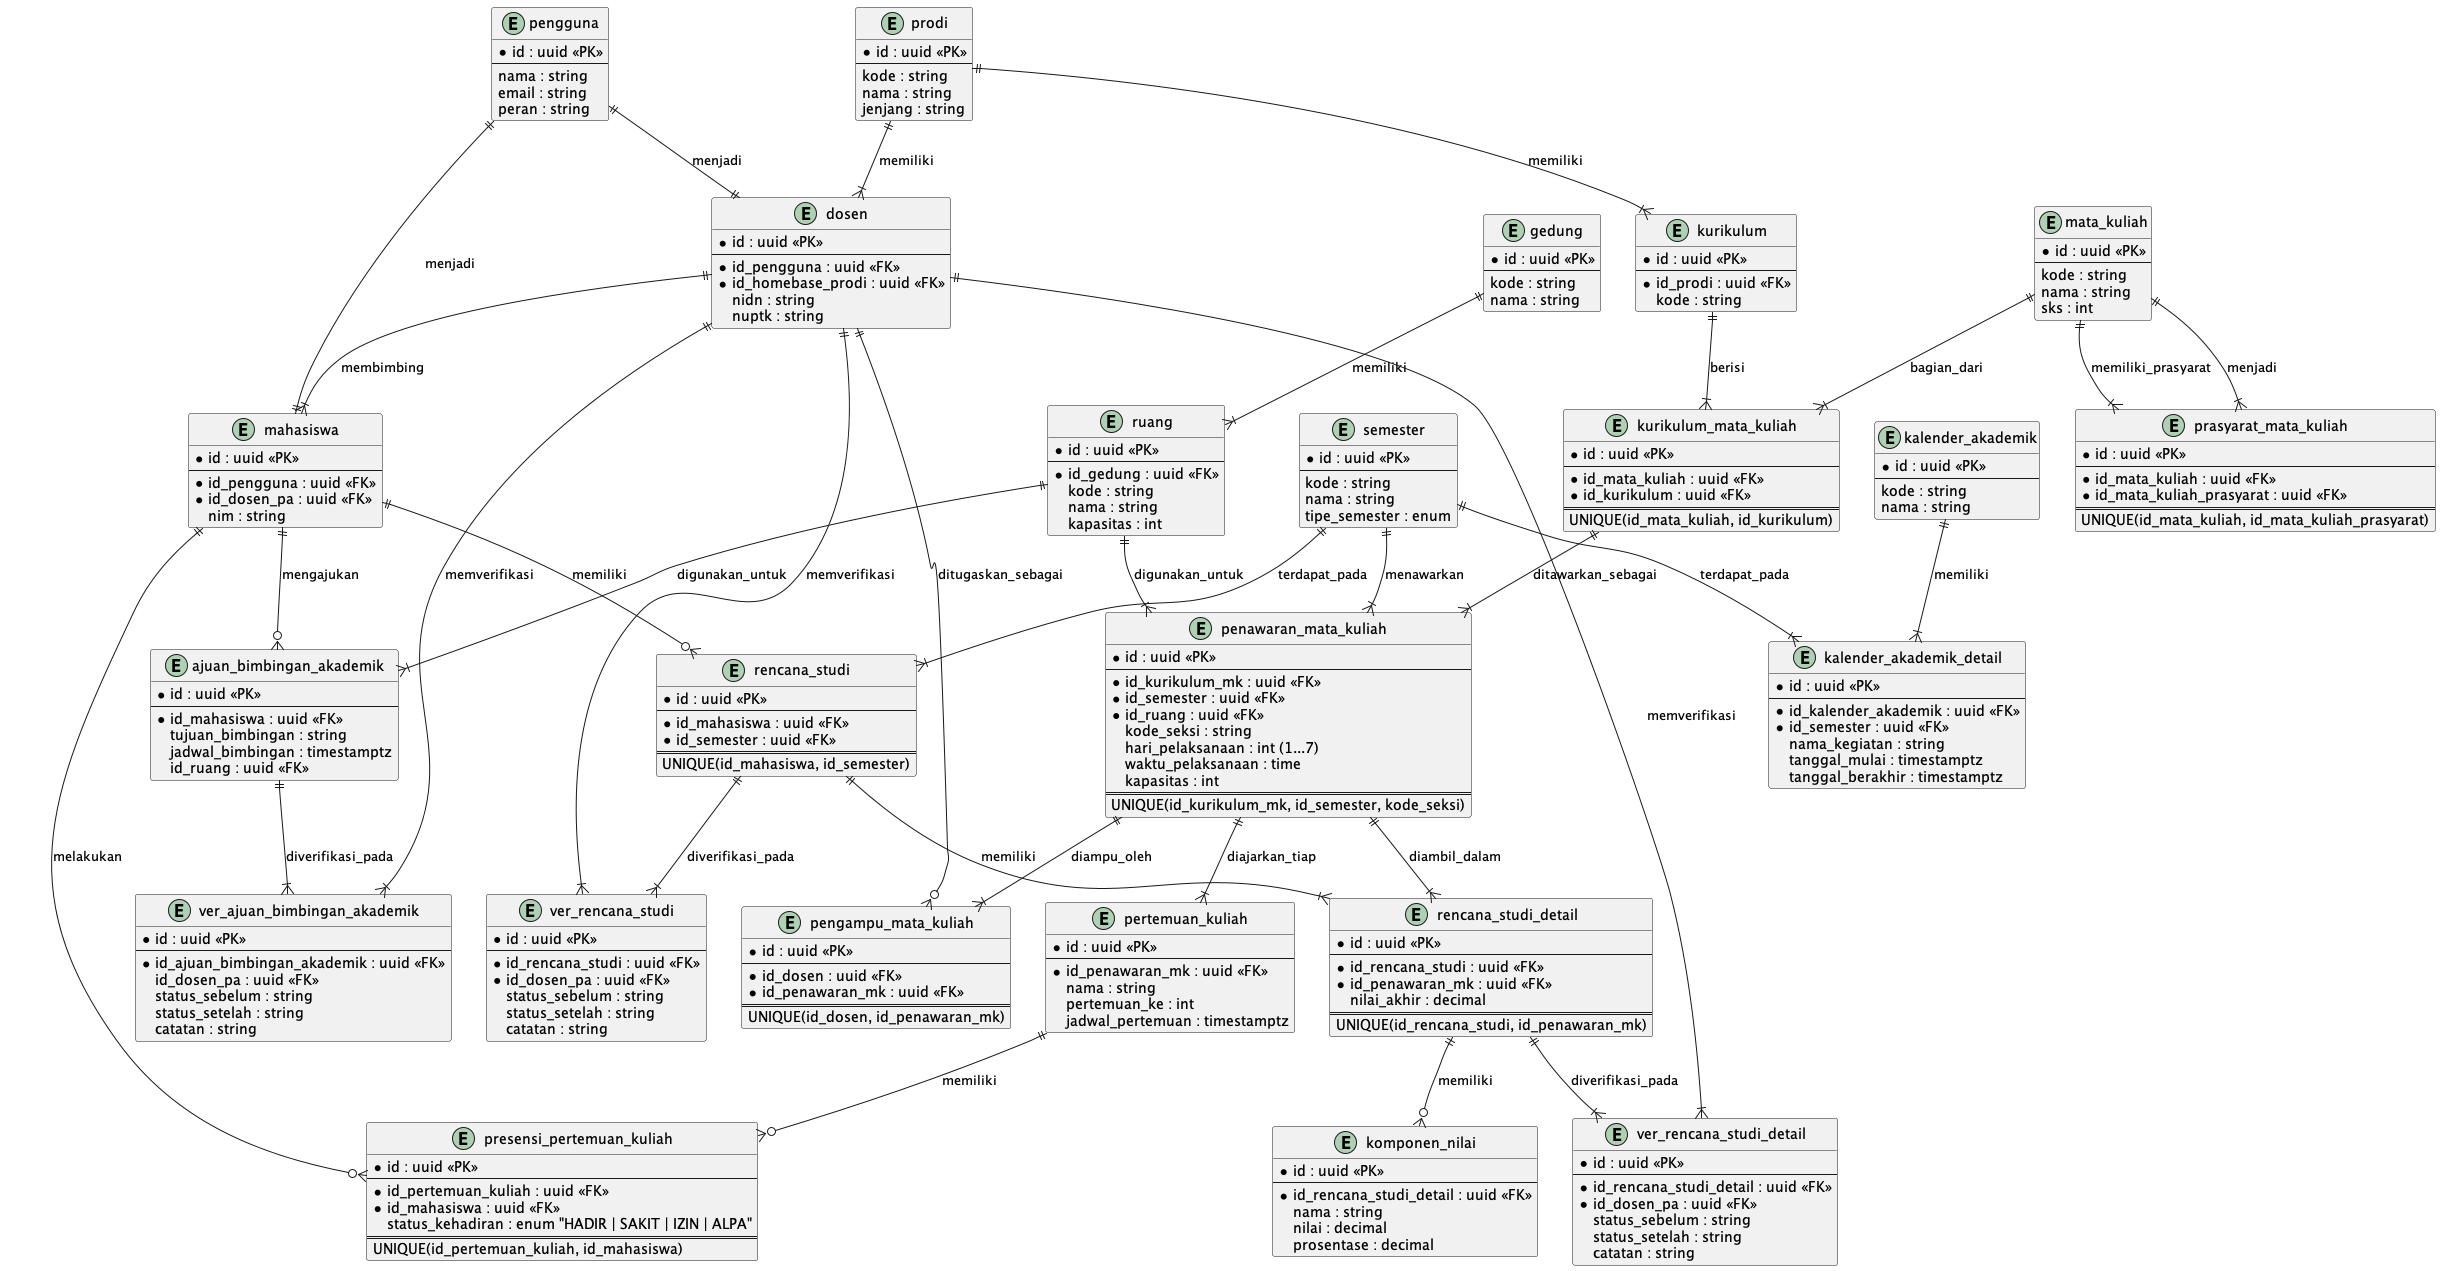 E pengguna
id : uuid «PK»
nama : string
email : string
peran : string
E prodi
id : uuid «PK»
kode : string
nama : string
jenjang : string
menjadi
memiliki
memiliki
E dosen
id : uuid «PK»
id_pengguna : uuid «FK»
id_homebase_prodi : uuid «FK»
nidn : string
nuptk : string
E gedung
id : uuid «PK»
kode : string
nama : string
E kurikulum
id : uuid «PK»
id_prodi : uuid «FK»
kode : string
E mata_kuliah
id : uuid «PK»
kode : string
nama : string
sks : int
menjadi
membimbing
memiliki
berisi
bagian_dari
memiliki_prasyarat
menjadi
E mahasiswa
id : uuid «PK»
id_pengguna : uuid «FK»
id_dosen_pa : uuid «FK»
nim : string
E ruang
id : uuid «PK»
id_gedung : uuid «FK»
kode : string
nama : string
kapasitas : int
E semester
id : uuid «PK»
kode : string
nama : string
tipe_semester : enum
E kurikulum_mata_kuliah
id : uuid «PK»
id_mata_kuliah : uuid «FK»
id_kurikulum : uuid «FK»
UNIQUE(id_mata_kuliah, id_kurikulum)
E kalender_akademik
id : uuid «PK»
kode : string
nama : string
E prasyarat_mata_kuliah
id : uuid «PK»
id_mata_kuliah : uuid «FK»
id_mata_kuliah_prasyarat : uuid «FK»
UNIQUE(id_mata_kuliah, id_mata_kuliah_prasyarat)
mengajukan
memverifikasi
memiliki
digunakan_untuk
memverifikasi
ditugaskan_sebagai
digunakan_untuk
terdapat_pada
menawarkan
ditawarkan_sebagai
terdapat_pada
memiliki
E ajuan_bimbingan_akademik
id : uuid «PK»
id_mahasiswa : uuid «FK»
tujuan_bimbingan : string
jadwal_bimbingan : timestamptz
id_ruang : uuid «FK»
E rencana_studi
id : uuid «PK»
id_mahasiswa : uuid «FK»
id_semester : uuid «FK»
UNIQUE(id_mahasiswa, id_semester)
E penawaran_mata_kuliah
id : uuid «PK»
id_kurikulum_mk : uuid «FK»
id_semester : uuid «FK»
id_ruang : uuid «FK»
kode_seksi : string
hari_pelaksanaan : int (1...7)
waktu_pelaksanaan : time
kapasitas : int
UNIQUE(id_kurikulum_mk, id_semester, kode_seksi)
E kalender_akademik_detail
id : uuid «PK»
id_kalender_akademik : uuid «FK»
id_semester : uuid «FK»
nama_kegiatan : string
tanggal_mulai : timestamptz
tanggal_berakhir : timestamptz
memverifikasi
melakukan
diverifikasi_pada
diverifikasi_pada
memiliki
diampu_oleh
diajarkan_tiap
diambil_dalam
E ver_ajuan_bimbingan_akademik
id : uuid «PK»
id_ajuan_bimbingan_akademik : uuid «FK»
id_dosen_pa : uuid «FK»
status_sebelum : string
status_setelah : string
catatan : string
E ver_rencana_studi
id : uuid «PK»
id_rencana_studi : uuid «FK»
id_dosen_pa : uuid «FK»
status_sebelum : string
status_setelah : string
catatan : string
E pengampu_mata_kuliah
id : uuid «PK»
id_dosen : uuid «FK»
id_penawaran_mk : uuid «FK»
UNIQUE(id_dosen, id_penawaran_mk)
E pertemuan_kuliah
id : uuid «PK»
id_penawaran_mk : uuid «FK»
nama : string
pertemuan_ke : int
jadwal_pertemuan : timestamptz
E rencana_studi_detail
id : uuid «PK»
id_rencana_studi : uuid «FK»
id_penawaran_mk : uuid «FK»
nilai_akhir : decimal
UNIQUE(id_rencana_studi, id_penawaran_mk)
memiliki
memiliki
diverifikasi_pada
E presensi_pertemuan_kuliah
id : uuid «PK»
id_pertemuan_kuliah : uuid «FK»
id_mahasiswa : uuid «FK»
status_kehadiran : enum "HADIR | SAKIT | IZIN | ALPA"
UNIQUE(id_pertemuan_kuliah, id_mahasiswa)
E komponen_nilai
id : uuid «PK»
id_rencana_studi_detail : uuid «FK»
nama : string
nilai : decimal
prosentase : decimal
E ver_rencana_studi_detail
id : uuid «PK»
id_rencana_studi_detail : uuid «FK»
id_dosen_pa : uuid «FK»
status_sebelum : string
status_setelah : string
catatan : string